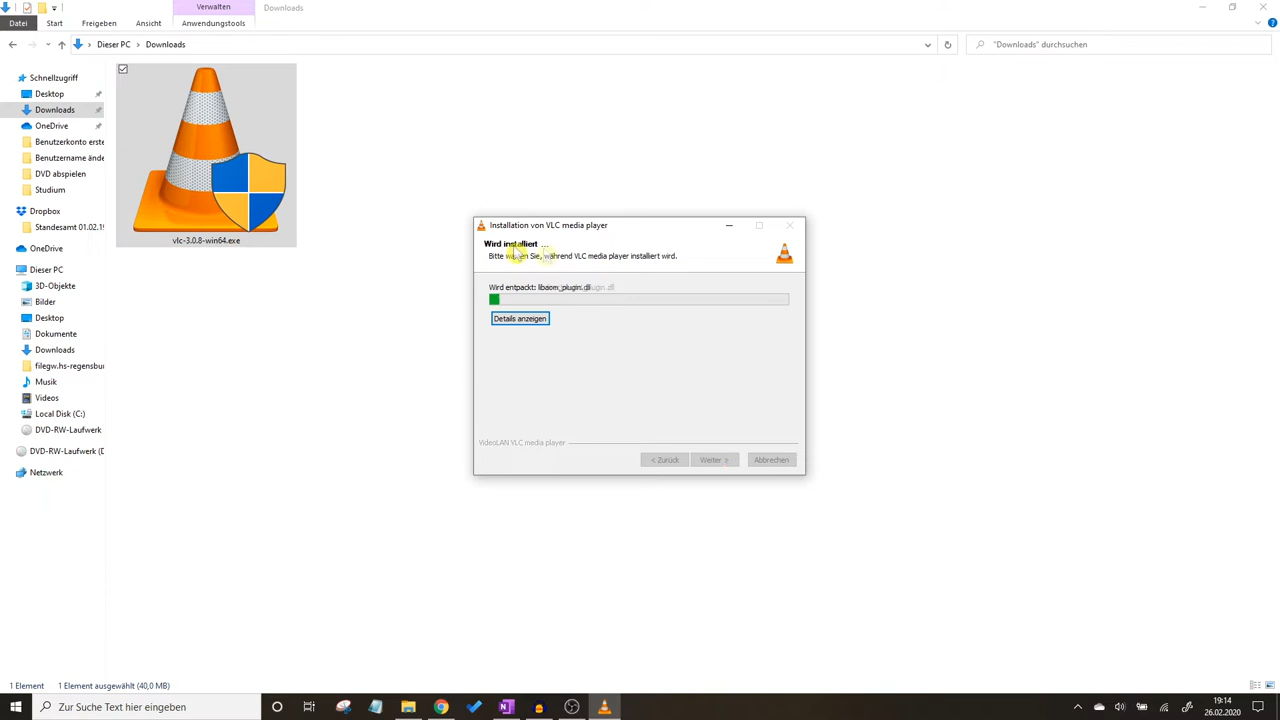 Verwalten
Downloads
Datei
Start
Freigeben
Ansicht
Anwendungstools
Dieser PC
Downloads
"Downloads" durchsuchen
Schnellzugriff
Desktop
Downloads
OneDrive
Benutzerkonto erste
Benutzername ände
DVD abspielen
Studium
Dropbox
Standesamt 01.02.19
OneDrive
Dieser PC
3D-Objekte
Bilder
Desktop
Dokumente
Downloads
filegw.hs-regensbu
Musik
Videos
Local Disk (C:)
DVD-RW-Laufwerk
DVD-RW-Laufwerk (D
Netzwerk
vlc-3.0.8-win64.exe
Installation von VLC media player
Wird installiert ...
Bitte warten Sie, während VLC media player installiert wird.
Wird entpackt: libaom_plugin.dll
Details anzeigen
VideoLAN VLC media player
< Zurück
Weiter >
Abbrechen
1 Element
1 Element ausgewählt (40,0 MB)
Zur Suche Text hier eingeben
19:14
26.02.2020